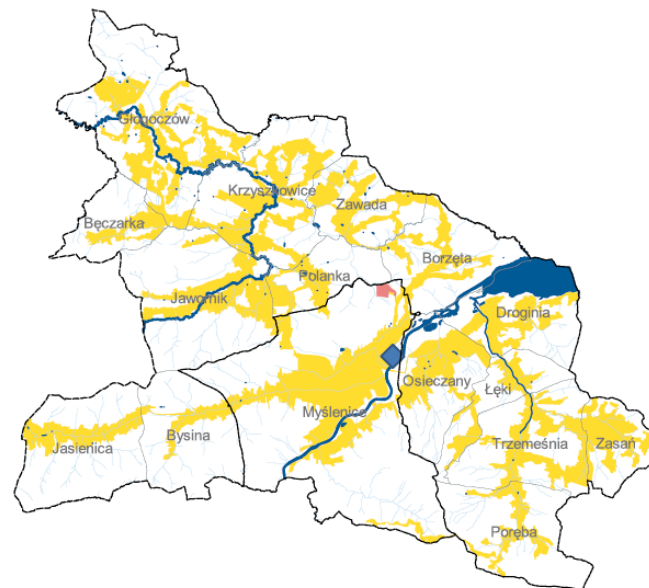 Głogoczów
Krzyszkowice
Zawada
Bęczarka
Borzęta
Polanka
Jawornik
Droginia
Osieczany
Łęki
Myślenice
Bysina
Jasienica
Trzemeśnia
Zasań
Poręba